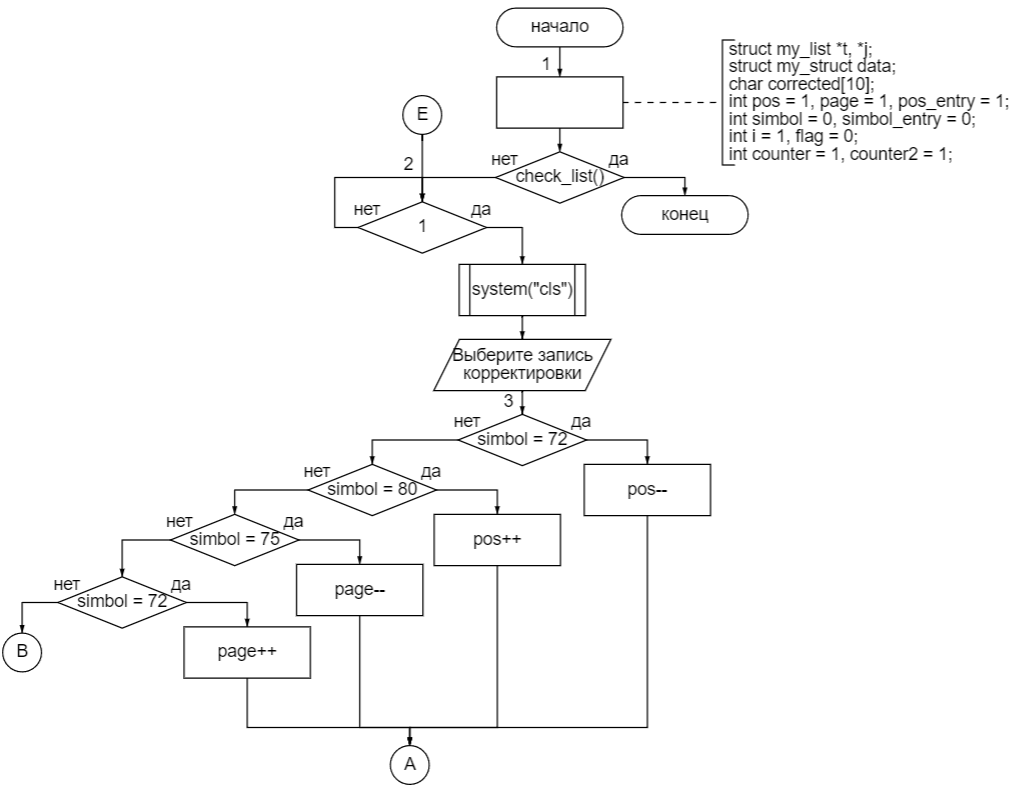 начало
1
struct my_list *t, *j;
struct my_struct data;
char corrected[10];
int pos = 1, page = 1, pos_entry = 1;
int simbol = 0, simbol_entry = 0;
int i = 1, flag = 0;
int counter = 1, counter2 = 1;
E
нет
да
check_list()
2
конец
нет
да
1
system("cls")
Выберите запись
корректировки
3
нет
да
simbol = 72
нет
да
simbol = 80
pos--
нет
да
simbol = 75
pos++
нет
да
simbol = 72
page--
B
page++
A